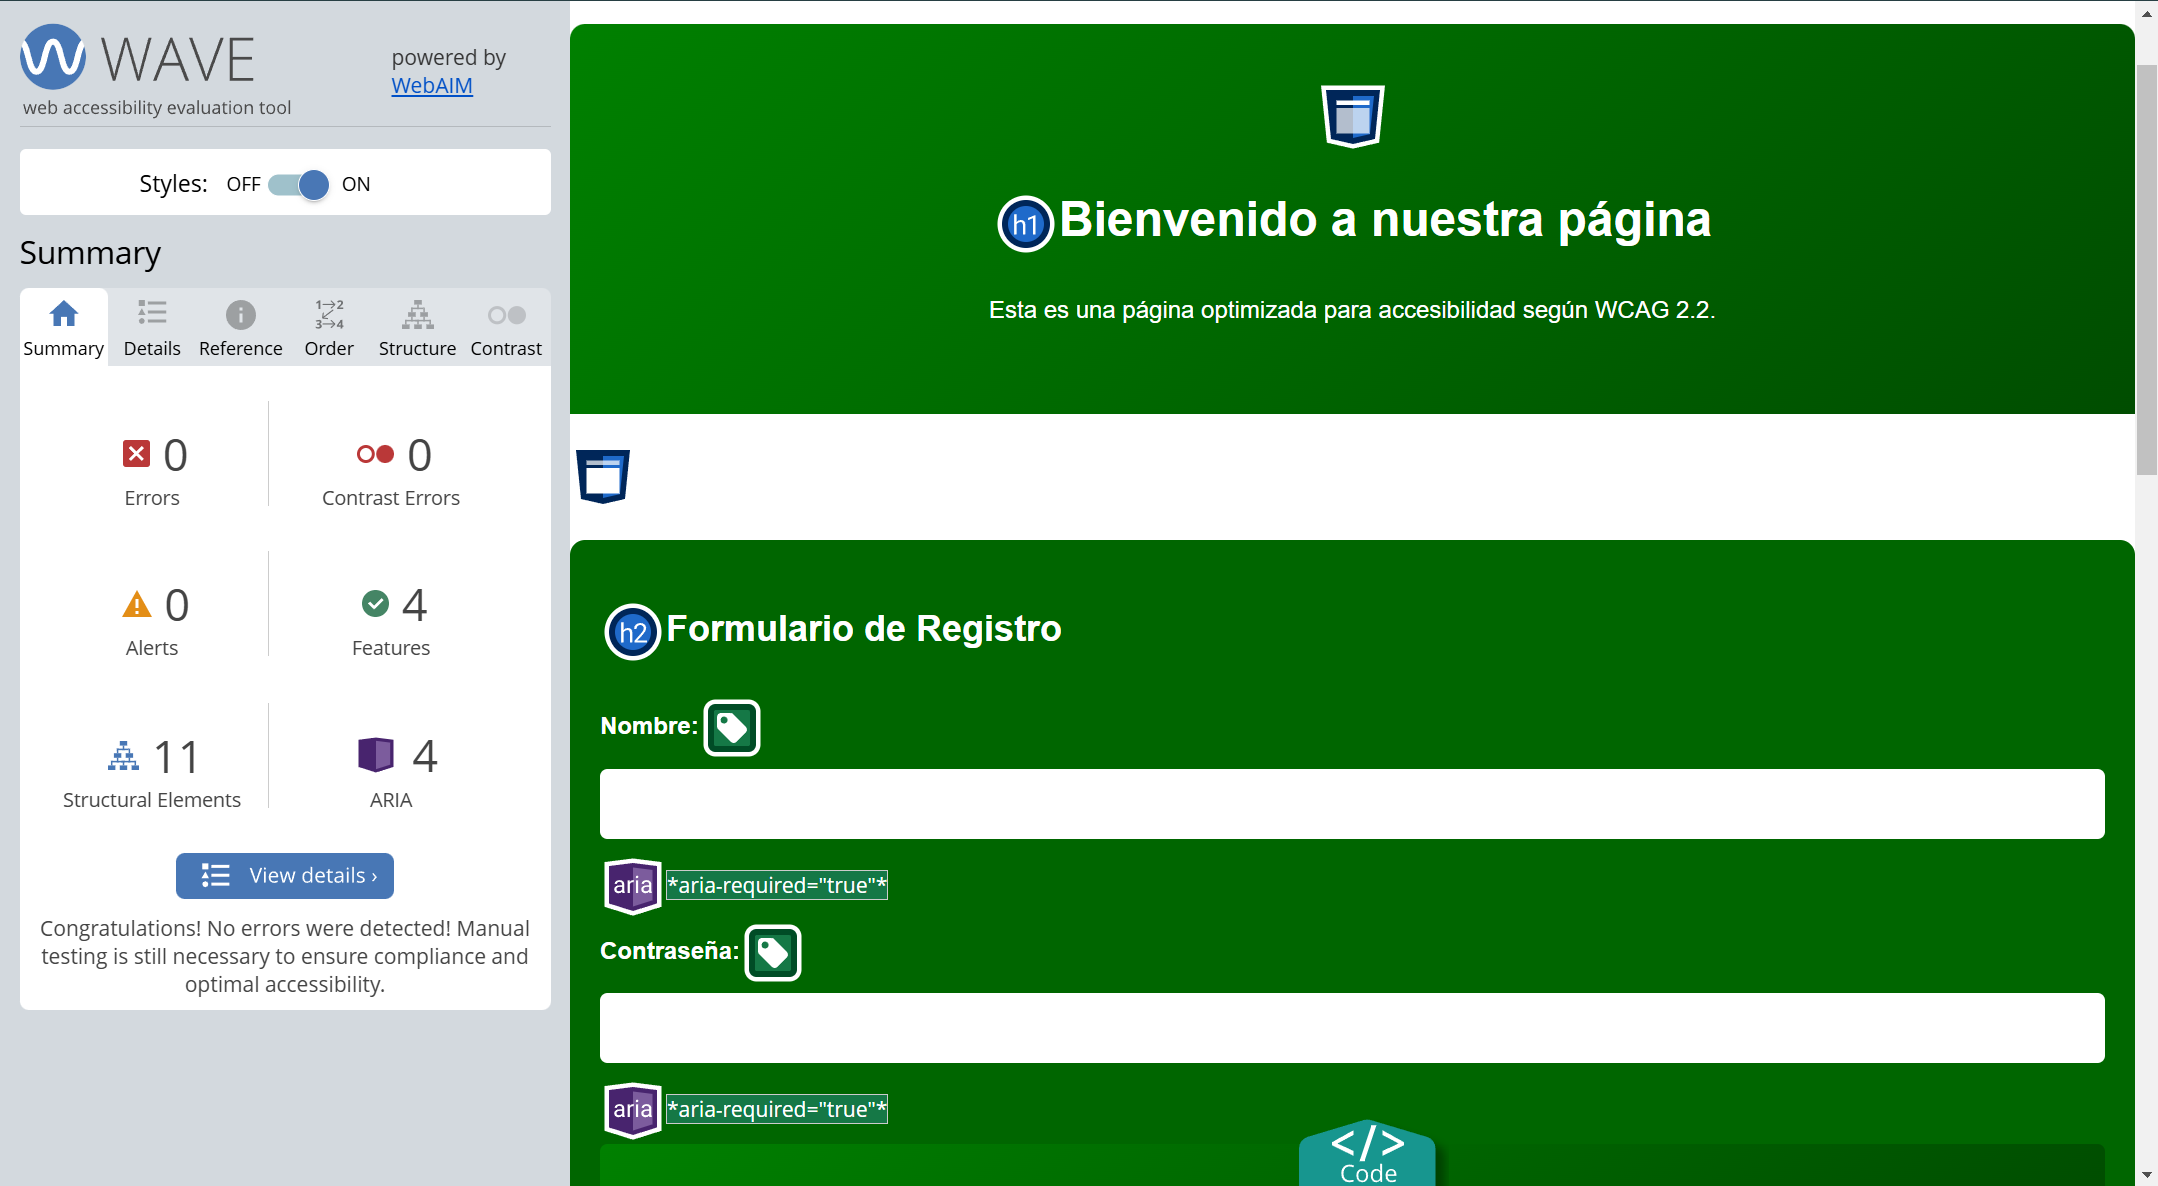 WAVE
web accessibility evaluation tool
powered by
WebAIM
Styles: OFF ON
Summary
Summary
Details
Reference
1→2
3→4
Order
Structure
Contrast
0
Errors
0
Contrast Errors
0
Alerts
4
Features
11
Structural Elements
4
ARIA
View details ›
Congratulations! No errors were detected! Manual
testing is still necessary to ensure compliance and
optimal accessibility.
h1 Bienvenido a nuestra página
Esta es una página optimizada para accesibilidad según WCAG 2.2.
h2 Formulario de Registro
Nombre:
aria *aria-required="true"*
Contraseña:
aria *aria-required="true"*
</>
Code